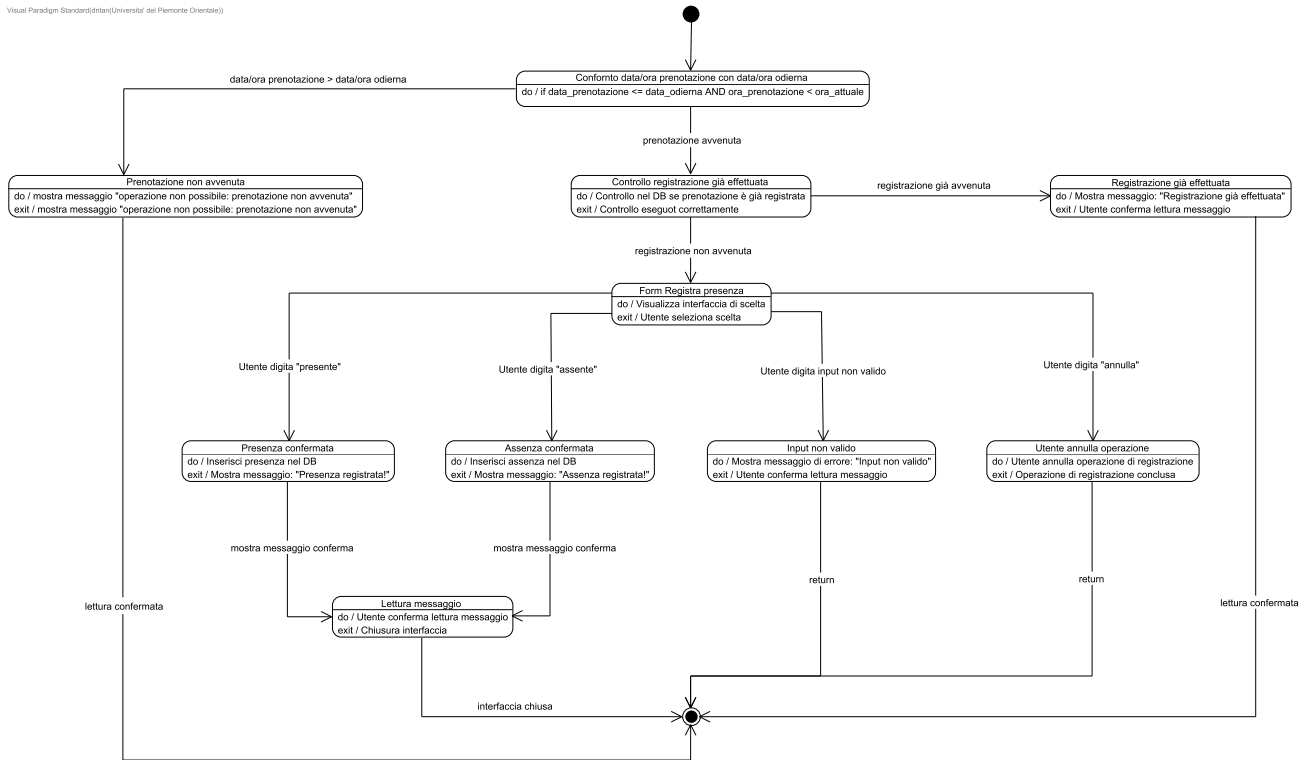 Visual Paradigm Standard(dritan(Universita' del Piemonte Orientale))
Confornto data/ora prenotazione con data/ora odierna
do / if data_prenotazione <= data_odierna AND ora_prenotazione < ora_attuale
data/ora prenotazione > data/ora odierna
prenotazione avvenuta
Prenotazione non avvenuta
do / mostra messaggio "operazione non possibile: prenotazione non avvenuta"
exit / mostra messaggio "operazione non possibile: prenotazione non avvenuta"
Controllo registrazione già effettuata
do / Controllo nel DB se prenotazione è già registrata
exit / Controllo eseguot correttamente
registrazione già avvenuta
Registrazione già effettuata
do / Mostra messaggio: "Registrazione già effettuata"
exit / Utente conferma lettura messaggio
registrazione non avvenuta
Form Registra presenza
do / Visualizza interfaccia di scelta
exit / Utente seleziona scelta
Utente digita "presente"
Utente digita "assente"
Utente digita input non valido
Utente digita "annulla"
Presenza confermata
do / Inserisci presenza nel DB
exit / Mostra messaggio: "Presenza registrata!"
Assenza confermata
do / Inserisci assenza nel DB
exit / Mostra messaggio: "Assenza registrata!"
Input non valido
do / Mostra messaggio di errore: "Input non valido"
exit / Utente conferma lettura messaggio
Utente annulla operazione
do / Utente annulla operazione di registrazione
exit / Operazione di registrazione conclusa
mostra messaggio conferma
mostra messaggio conferma
return
return
lettura confermata
lettura confermata
Lettura messaggio
do / Utente conferma lettura messaggio
exit / Chiusura interfaccia
interfaccia chiusa